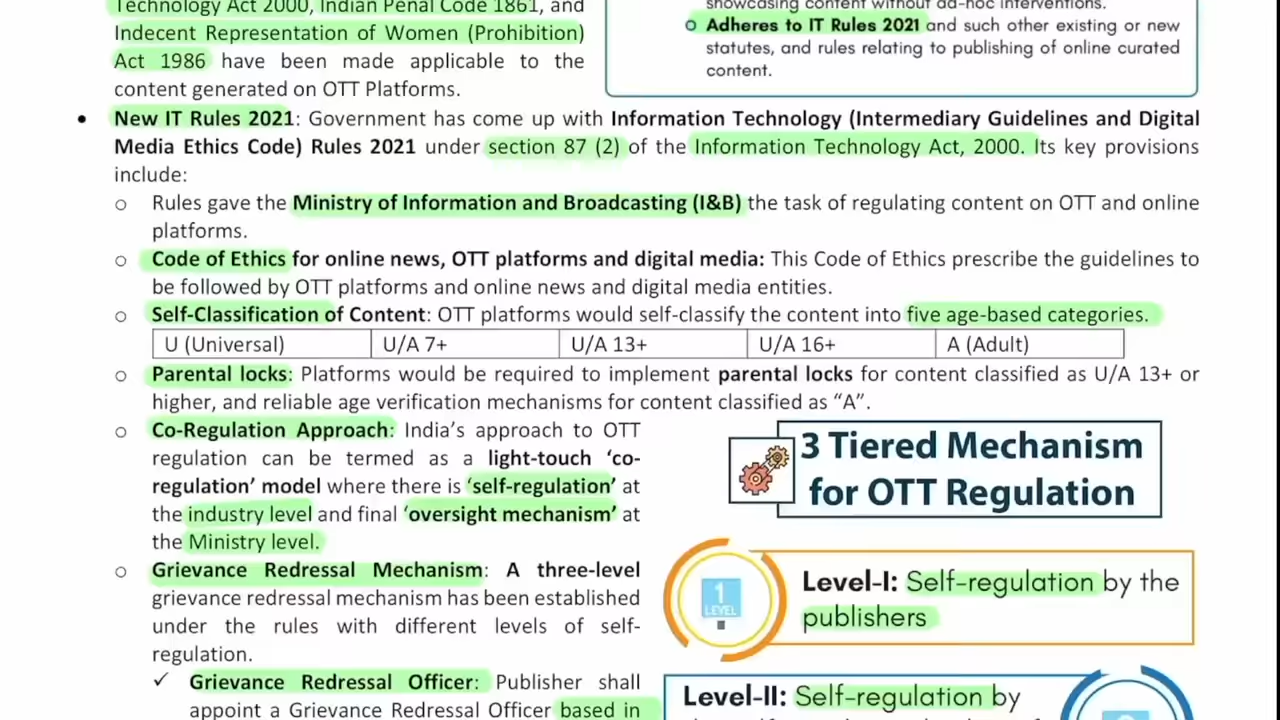 Technology Act 2000, Indian Penal Code 1861, and
Indecent Representation of Women (Prohibition)
Act 1986 have been made applicable to the
content generated on OTT Platforms.
showcasing content without ad-hoc interventions.
Adheres to IT Rules 2021 and such other existing or new
statutes, and rules relating to publishing of online curated
content.
• New IT Rules 2021: Government has come up with Information Technology (Intermediary Guidelines and Digital
Media Ethics Code) Rules 2021 under section 87 (2) of the Information Technology Act, 2000. Its key provisions
include:
o Rules gave the Ministry of Information and Broadcasting (I&B) the task of regulating content on OTT and online
platforms.
o Code of Ethics for online news, OTT platforms and digital media: This Code of Ethics prescribe the guidelines to
be followed by OTT platforms and online news and digital media entities.
o Self-Classification of Content: OTT platforms would self-classify the content into five age-based categories.
U (Universal) U/A 7+ U/A 13+ U/A 16+ A (Adult)
o Parental locks: Platforms would be required to implement parental locks for content classified as U/A 13+ or
higher, and reliable age verification mechanisms for content classified as “A”.
o Co-Regulation Approach: India’s approach to OTT
regulation can be termed as a light-touch ‘co-
regulation’ model where there is ‘self-regulation’ at
the industry level and final ‘oversight mechanism’ at
the Ministry level.
o Grievance Redressal Mechanism: A three-level
grievance redressal mechanism has been established
under the rules with different levels of self-
regulation.
✓ Grievance Redressal Officer: Publisher shall
appoint a Grievance Redressal Officer based in
3 Tiered Mechanism
for OTT Regulation
1
LEVEL
Level-I: Self-regulation by the
publishers
Level-II: Self-regulation by